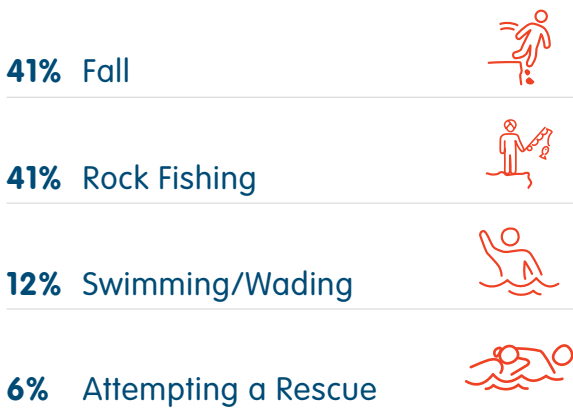 41% Fall
41% Rock Fishing
12% Swimming/Wading
6% Attempting a Rescue